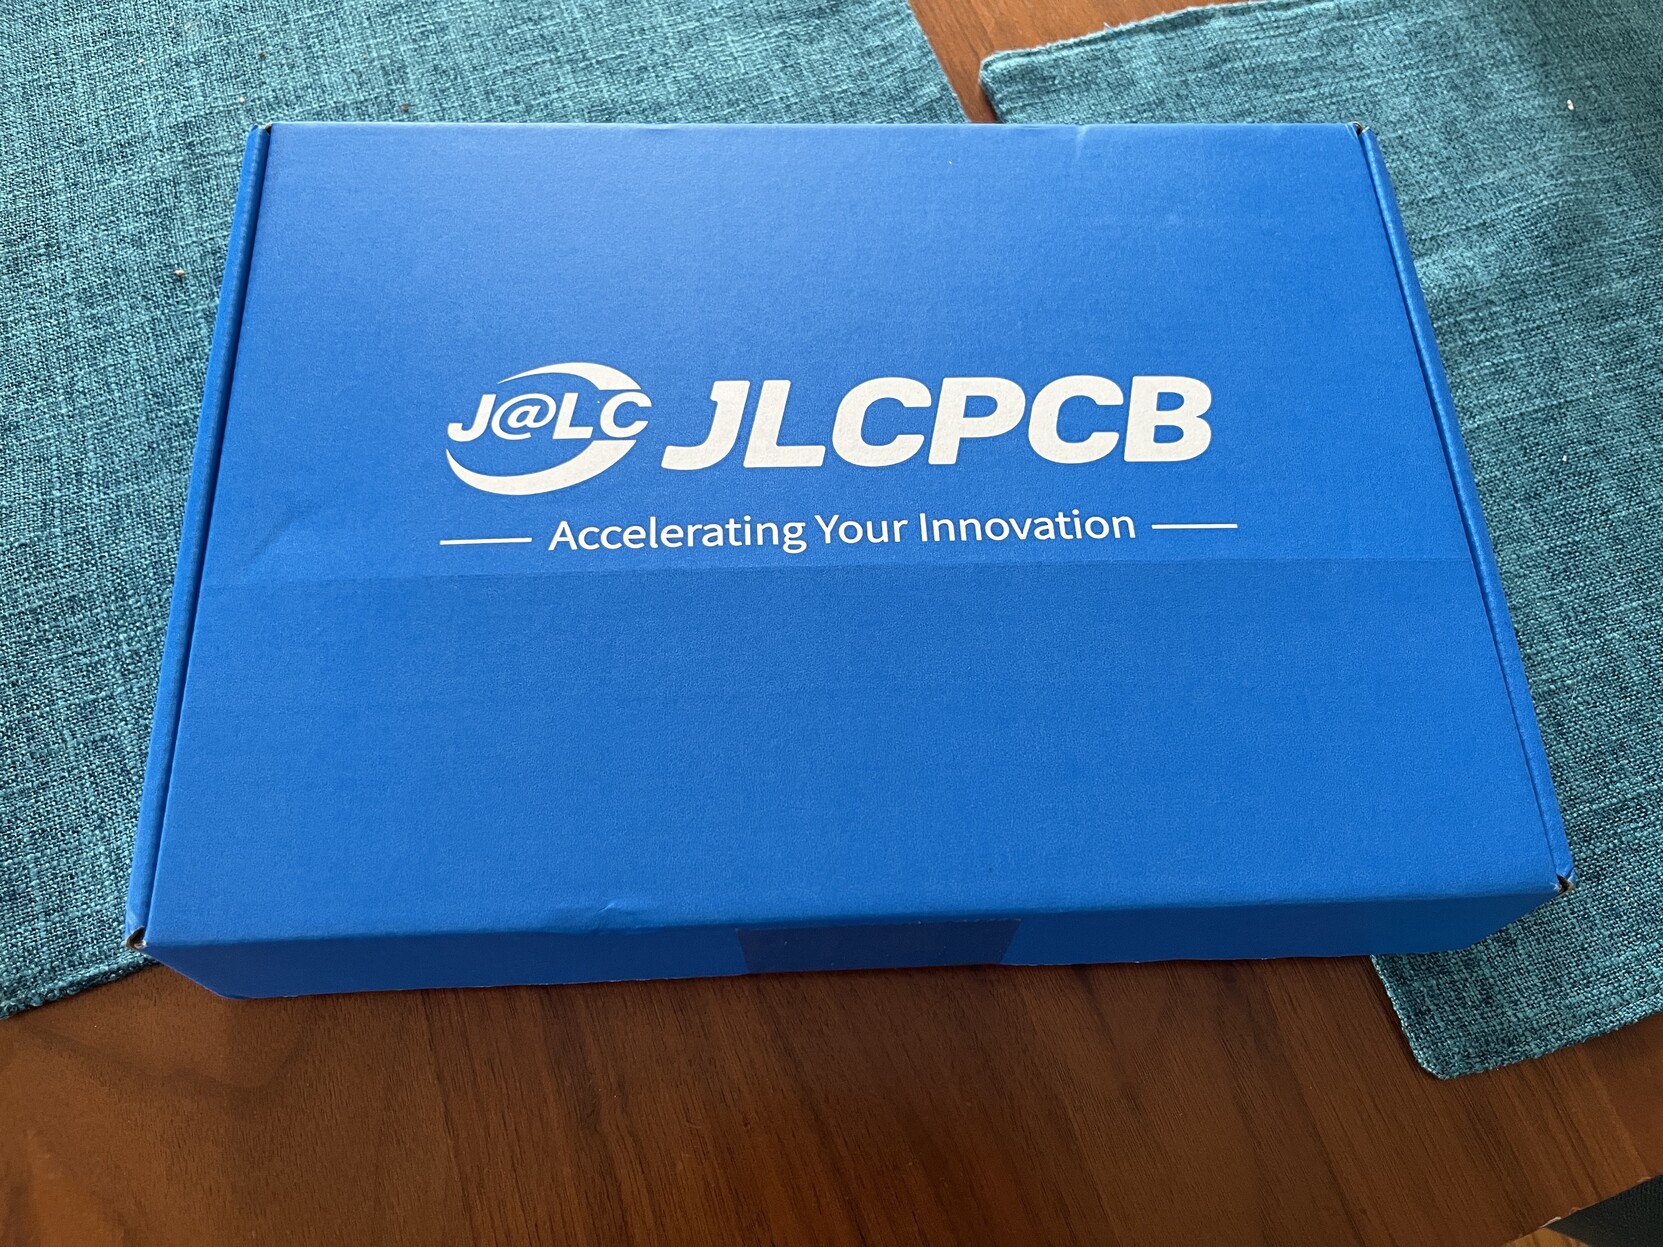 J@LC JLCPCB
Accelerating Your Innovation